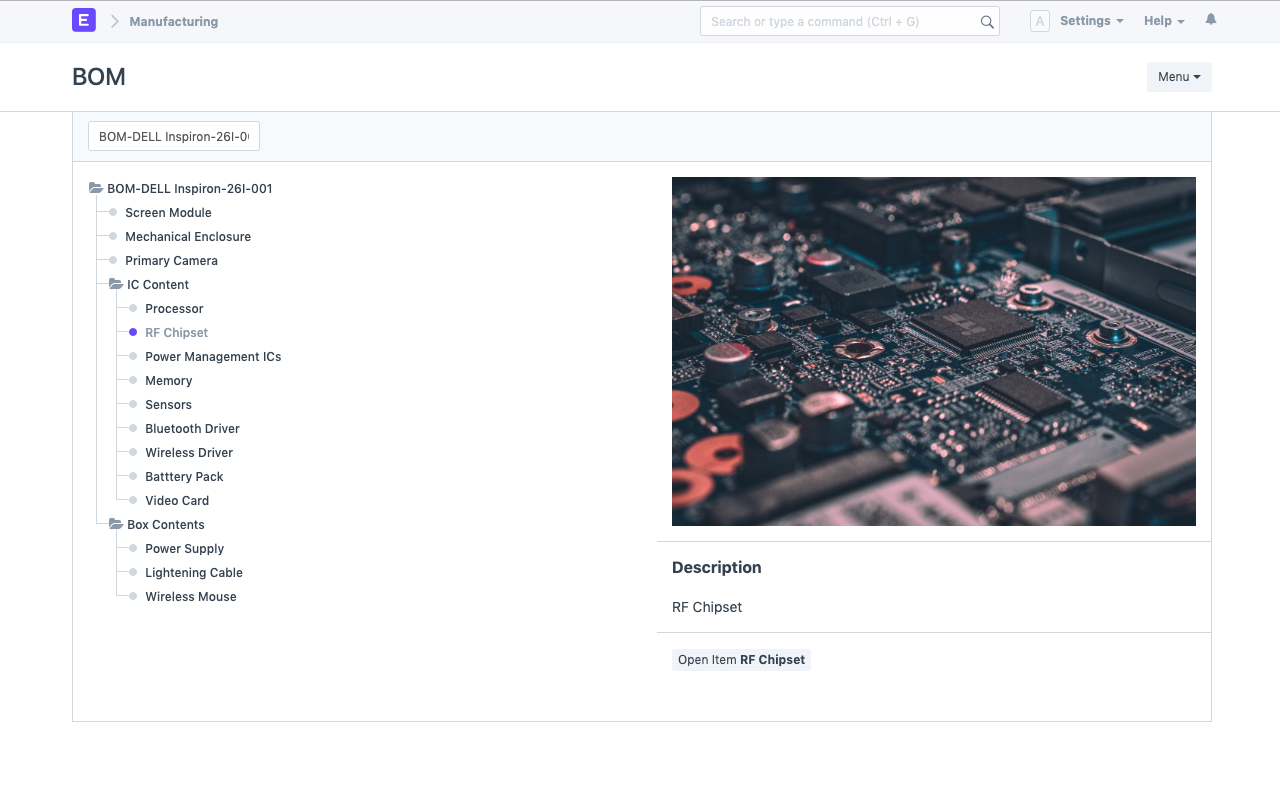 E Manufacturing Search or type a command (Ctrl + G) A Settings Help
BOM Menu
BOM-DELL Inspiron-26I-0
BOM-DELL Inspiron-26I-001
Screen Module
Mechanical Enclosure
Primary Camera
IC Content
Processor
RF Chipset
Power Management ICs
Memory
Sensors
Bluetooth Driver
Wireless Driver
Batttery Pack
Video Card
Box Contents
Power Supply
Lightening Cable
Wireless Mouse
Description
RF Chipset
Open Item RF Chipset